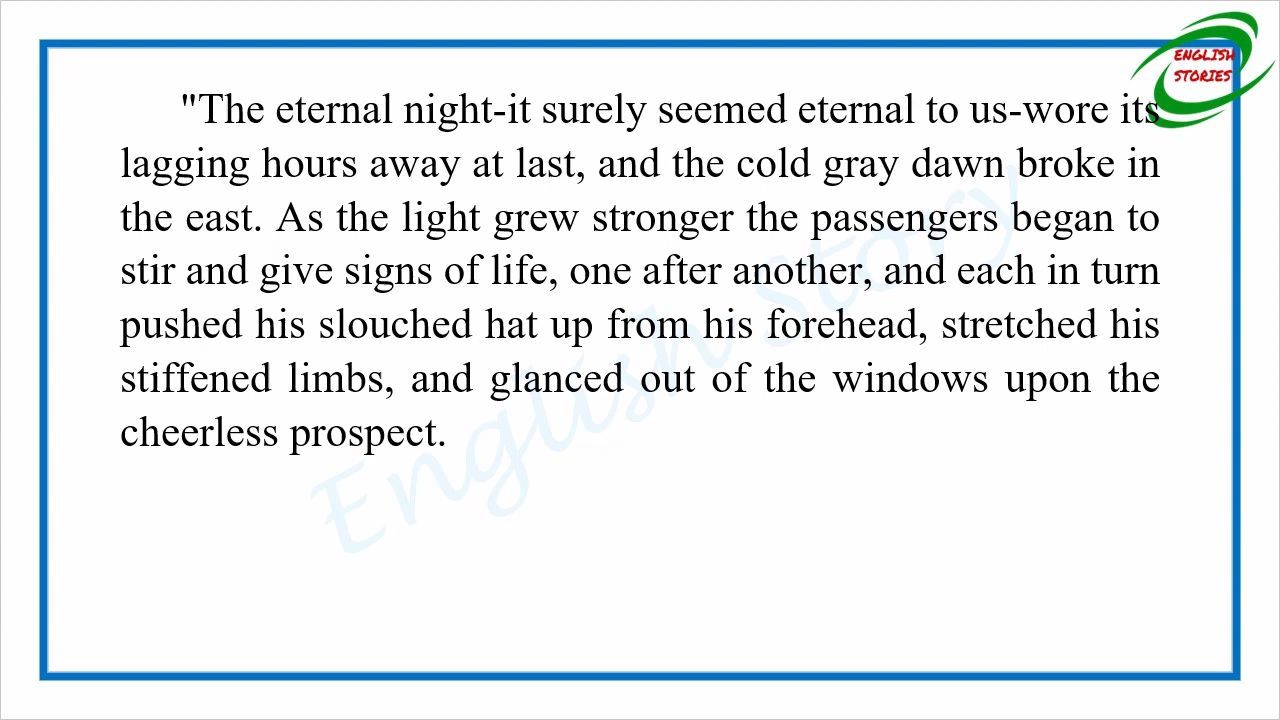 ENGLISH
STORIES
"The eternal night-it surely seemed eternal to us-wore its
lagging hours away at last, and the cold gray dawn broke in
the east. As the light grew stronger the passengers began to
stir and give signs of life, one after another, and each in turn
pushed his slouched hat up from his forehead, stretched his
stiffened limbs, and glanced out of the windows upon the
cheerless prospect.
English Story